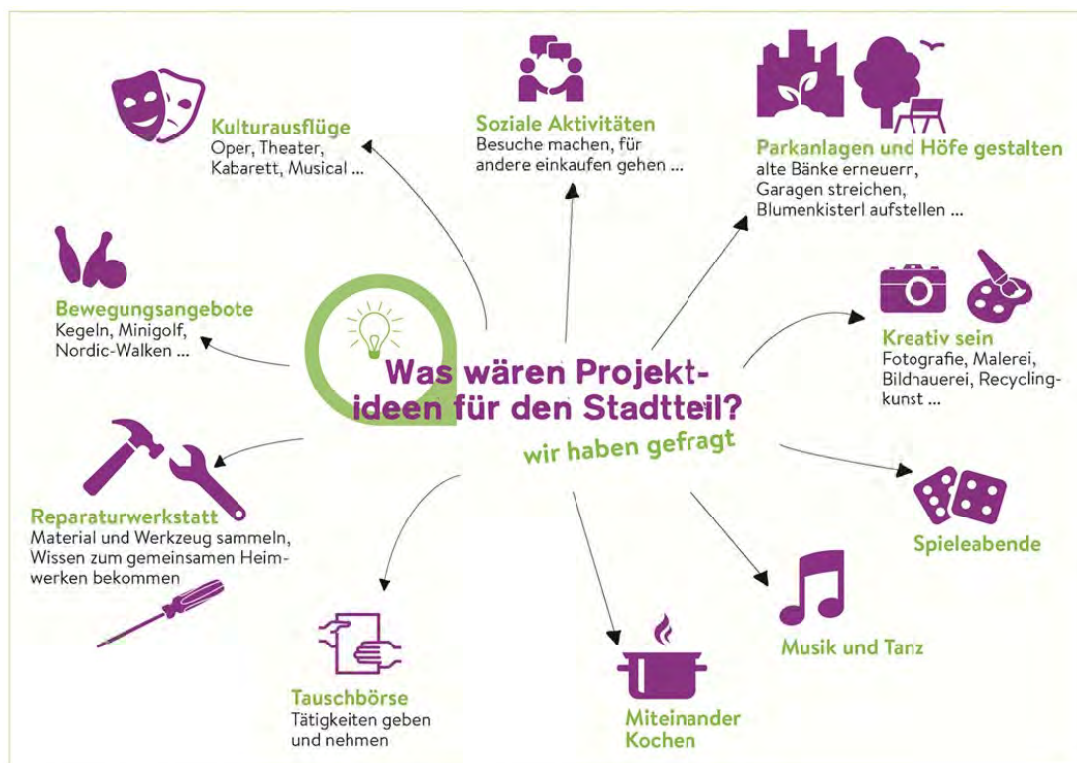 Kulturausflüge
Oper, Theater,
Kabarett, Musical ...
Soziale Aktivitäten
Besuche machen, für
andere einkaufen gehen ...
Parkanlagen und Höfe gestalten
alte Bänke erneuern,
Garagen streichen,
Blumenkisterl aufstellen ...
Bewegungsangebote
Kegeln, Minigolf,
Nordic-Walken ...
Was wären Projekt-
ideen für den Stadtteil?
wir haben gefragt
Kreativ sein
Fotografie, Malerei,
Bildhauerei, Recycling-
kunst ...
Reparaturwerkstatt
Material und Werkzeug sammeln,
Wissen zum gemeinsamen Heim-
werken bekommen
Spieleabende
Musik und Tanz
Tauschbörse
Tätigkeiten geben
und nehmen
Miteinander
Kochen